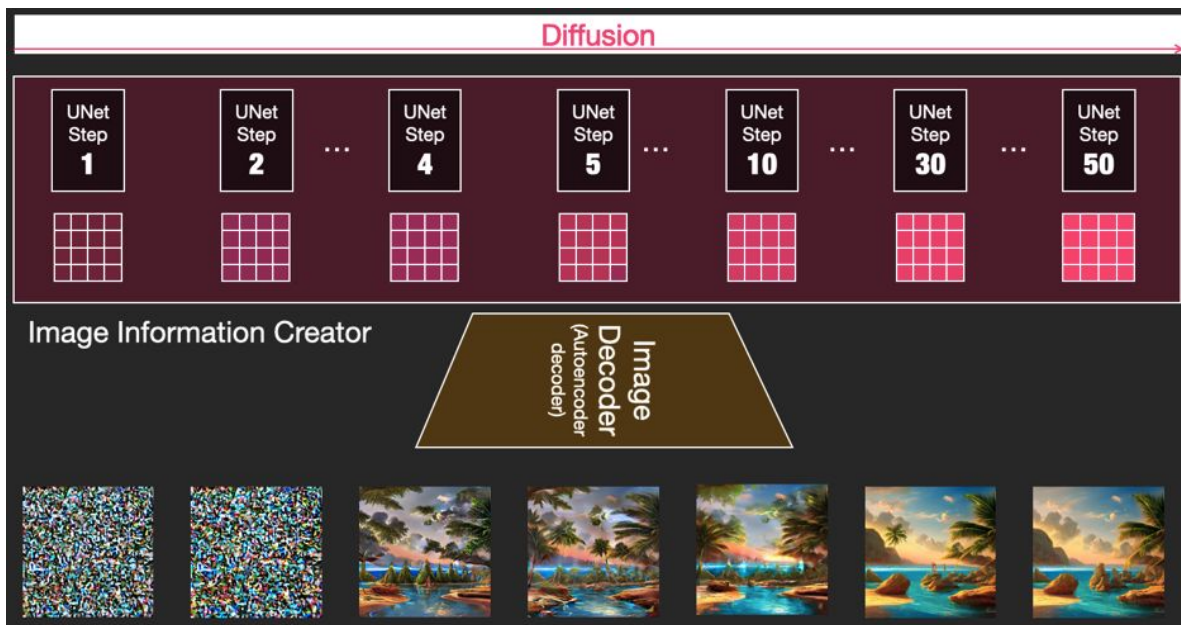 Diffusion
UNet
Step
1
UNet
Step
2
...
UNet
Step
4
UNet
Step
5
...
UNet
Step
10
...
UNet
Step
30
...
UNet
Step
50
Image Information Creator
Image
Decoder
(Autoencoder
decoder)